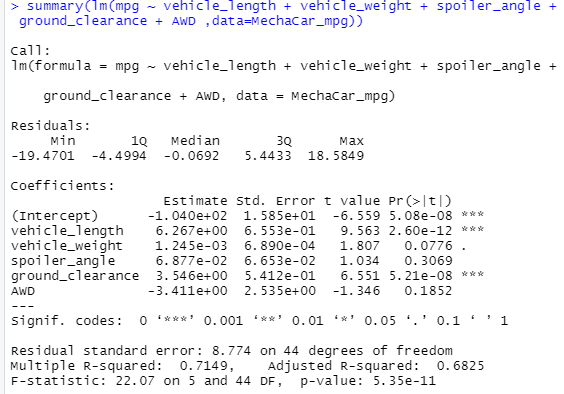 > summary(lm(mpg ~ vehicle_length + vehicle_weight + spoiler_angle +
ground_clearance + AWD ,data=MechaCar_mpg))
Call:
lm(formula = mpg ~ vehicle_length + vehicle_weight + spoiler_angle +
ground_clearance + AWD, data = MechaCar_mpg)
Residuals:
Min 1Q Median 3Q Max
-19.4701 -4.4994 -0.0692 5.4433 18.5849
Coefficients:
Estimate Std. Error t value Pr(>|t|)
(Intercept) -1.040e+02 1.585e+01 -6.559 5.08e-08 ***
vehicle_length 6.267e+00 6.553e-01 9.563 2.60e-12 ***
vehicle_weight 1.245e-03 6.890e-04 1.807 0.0776 .
spoiler_angle 6.877e-02 6.653e-02 1.034 0.3069
ground_clearance 3.546e+00 5.412e-01 6.551 5.21e-08 ***
AWD -3.411e+00 2.535e+00 -1.346 0.1852
---
Signif. codes: 0 ‘***’ 0.001 ‘**’ 0.01 ‘*’ 0.05 ‘.’ 0.1 ‘ ’ 1
Residual standard error: 8.774 on 44 degrees of freedom
Multiple R-squared: 0.7149, Adjusted R-squared: 0.6825
F-statistic: 22.07 on 5 and 44 DF, p-value: 5.35e-11